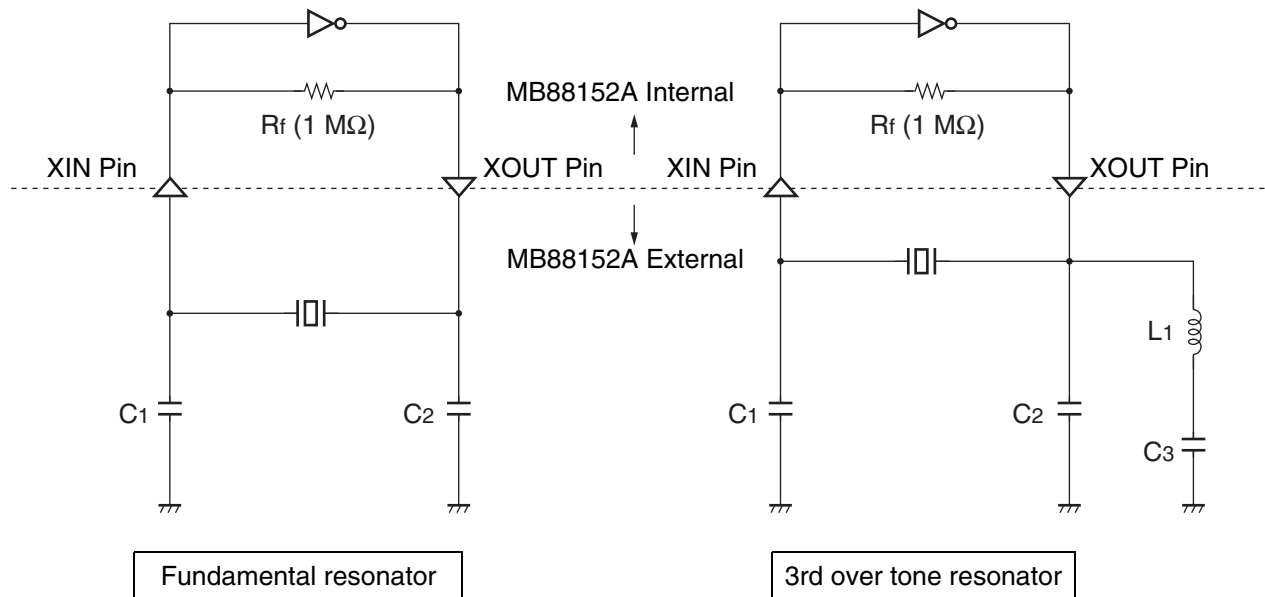 MB88152A Internal
Rf (1 MΩ)
Rf (1 MΩ)
XIN Pin
XOUT Pin
XIN Pin
XOUT Pin
MB88152A External
L1
C1
C2
C1
C2
C3
Fundamental resonator
3rd over tone resonator